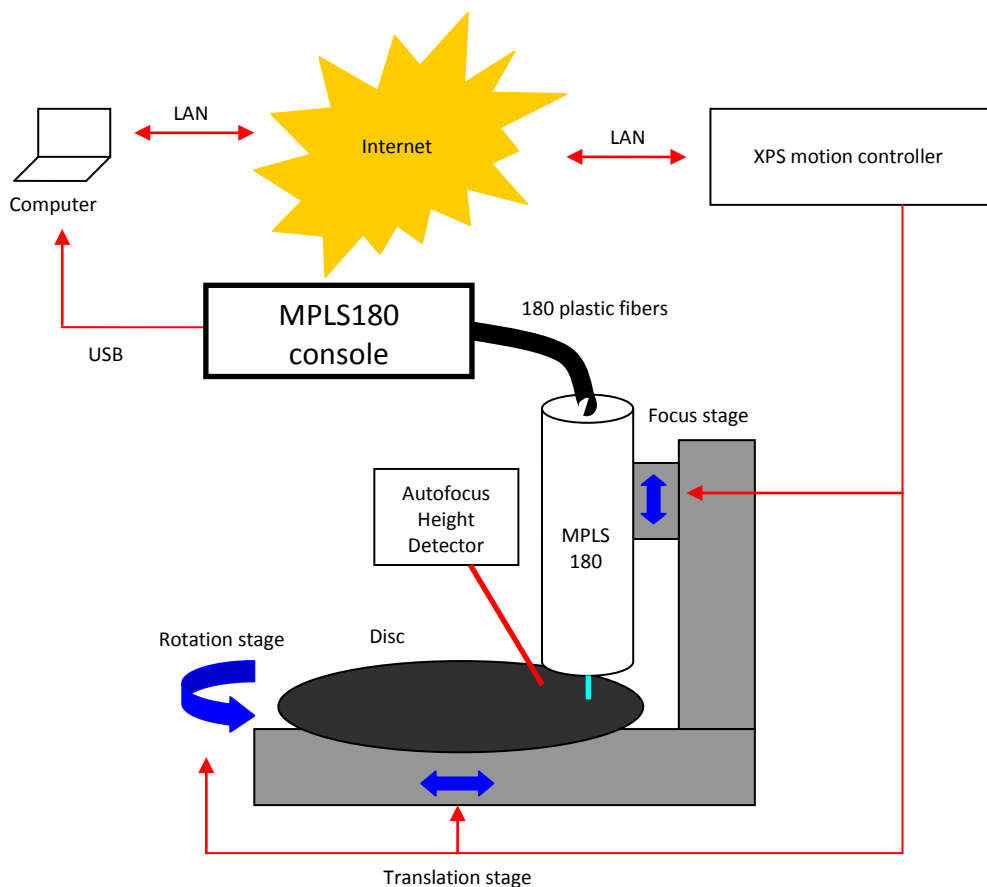 LAN
Internet
LAN
XPS motion controller
Computer
MPLS180
console
180 plastic fibers
USB
Focus stage
Autofocus
Height
Detector
MPLS
180
Rotation stage
Disc
Translation stage